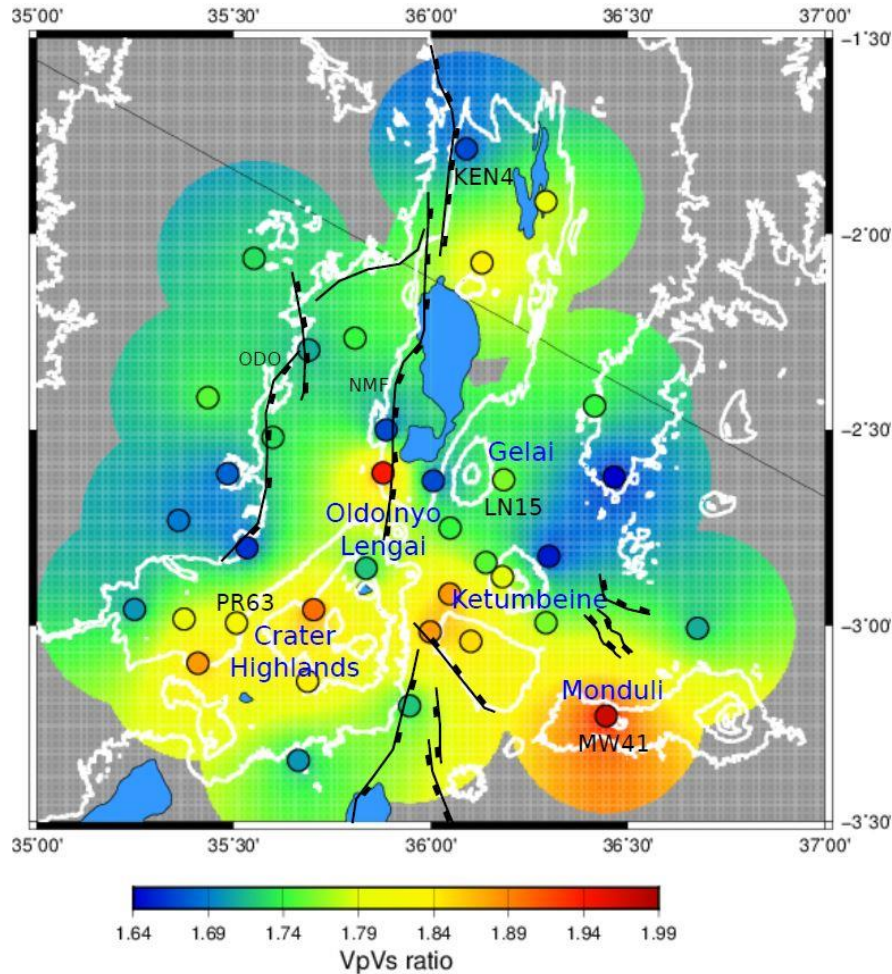 35°00' 35°30' 36°00' 36°30' 37°00'
-1°30'
KEN4
-2°00'
ODO
NMF
-2°30'
Gelai
LN15
Oldoinyo
Lengai
PR63
Ketumbeine
-3°00'
Crater
Highlands
Monduli
MW41
-3°30'
35°00' 35°30' 36°00' 36°30' 37°00'
1.64 1.69 1.74 1.79 1.84 1.89 1.94 1.99
VpVs ratio